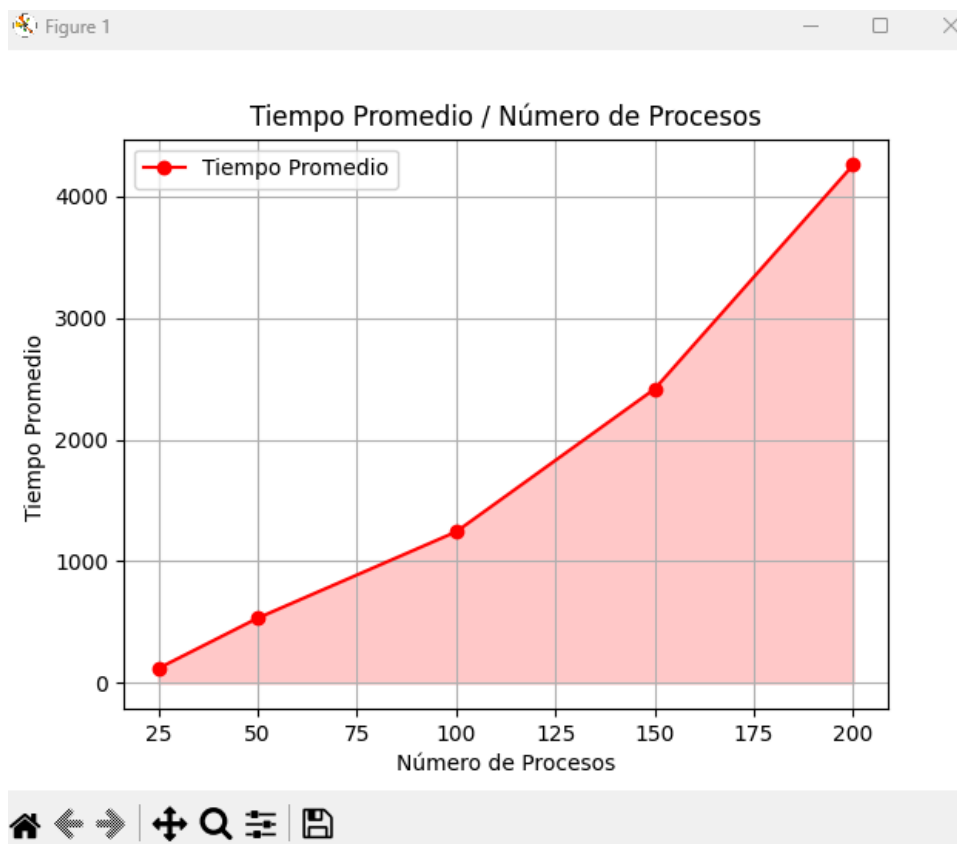 Figure 1
Tiempo Promedio / Número de Procesos
Tiempo Promedio
4000
3000
2000
1000
0
Tiempo Promedio
25 50 75 100 125 150 175 200
Número de Procesos